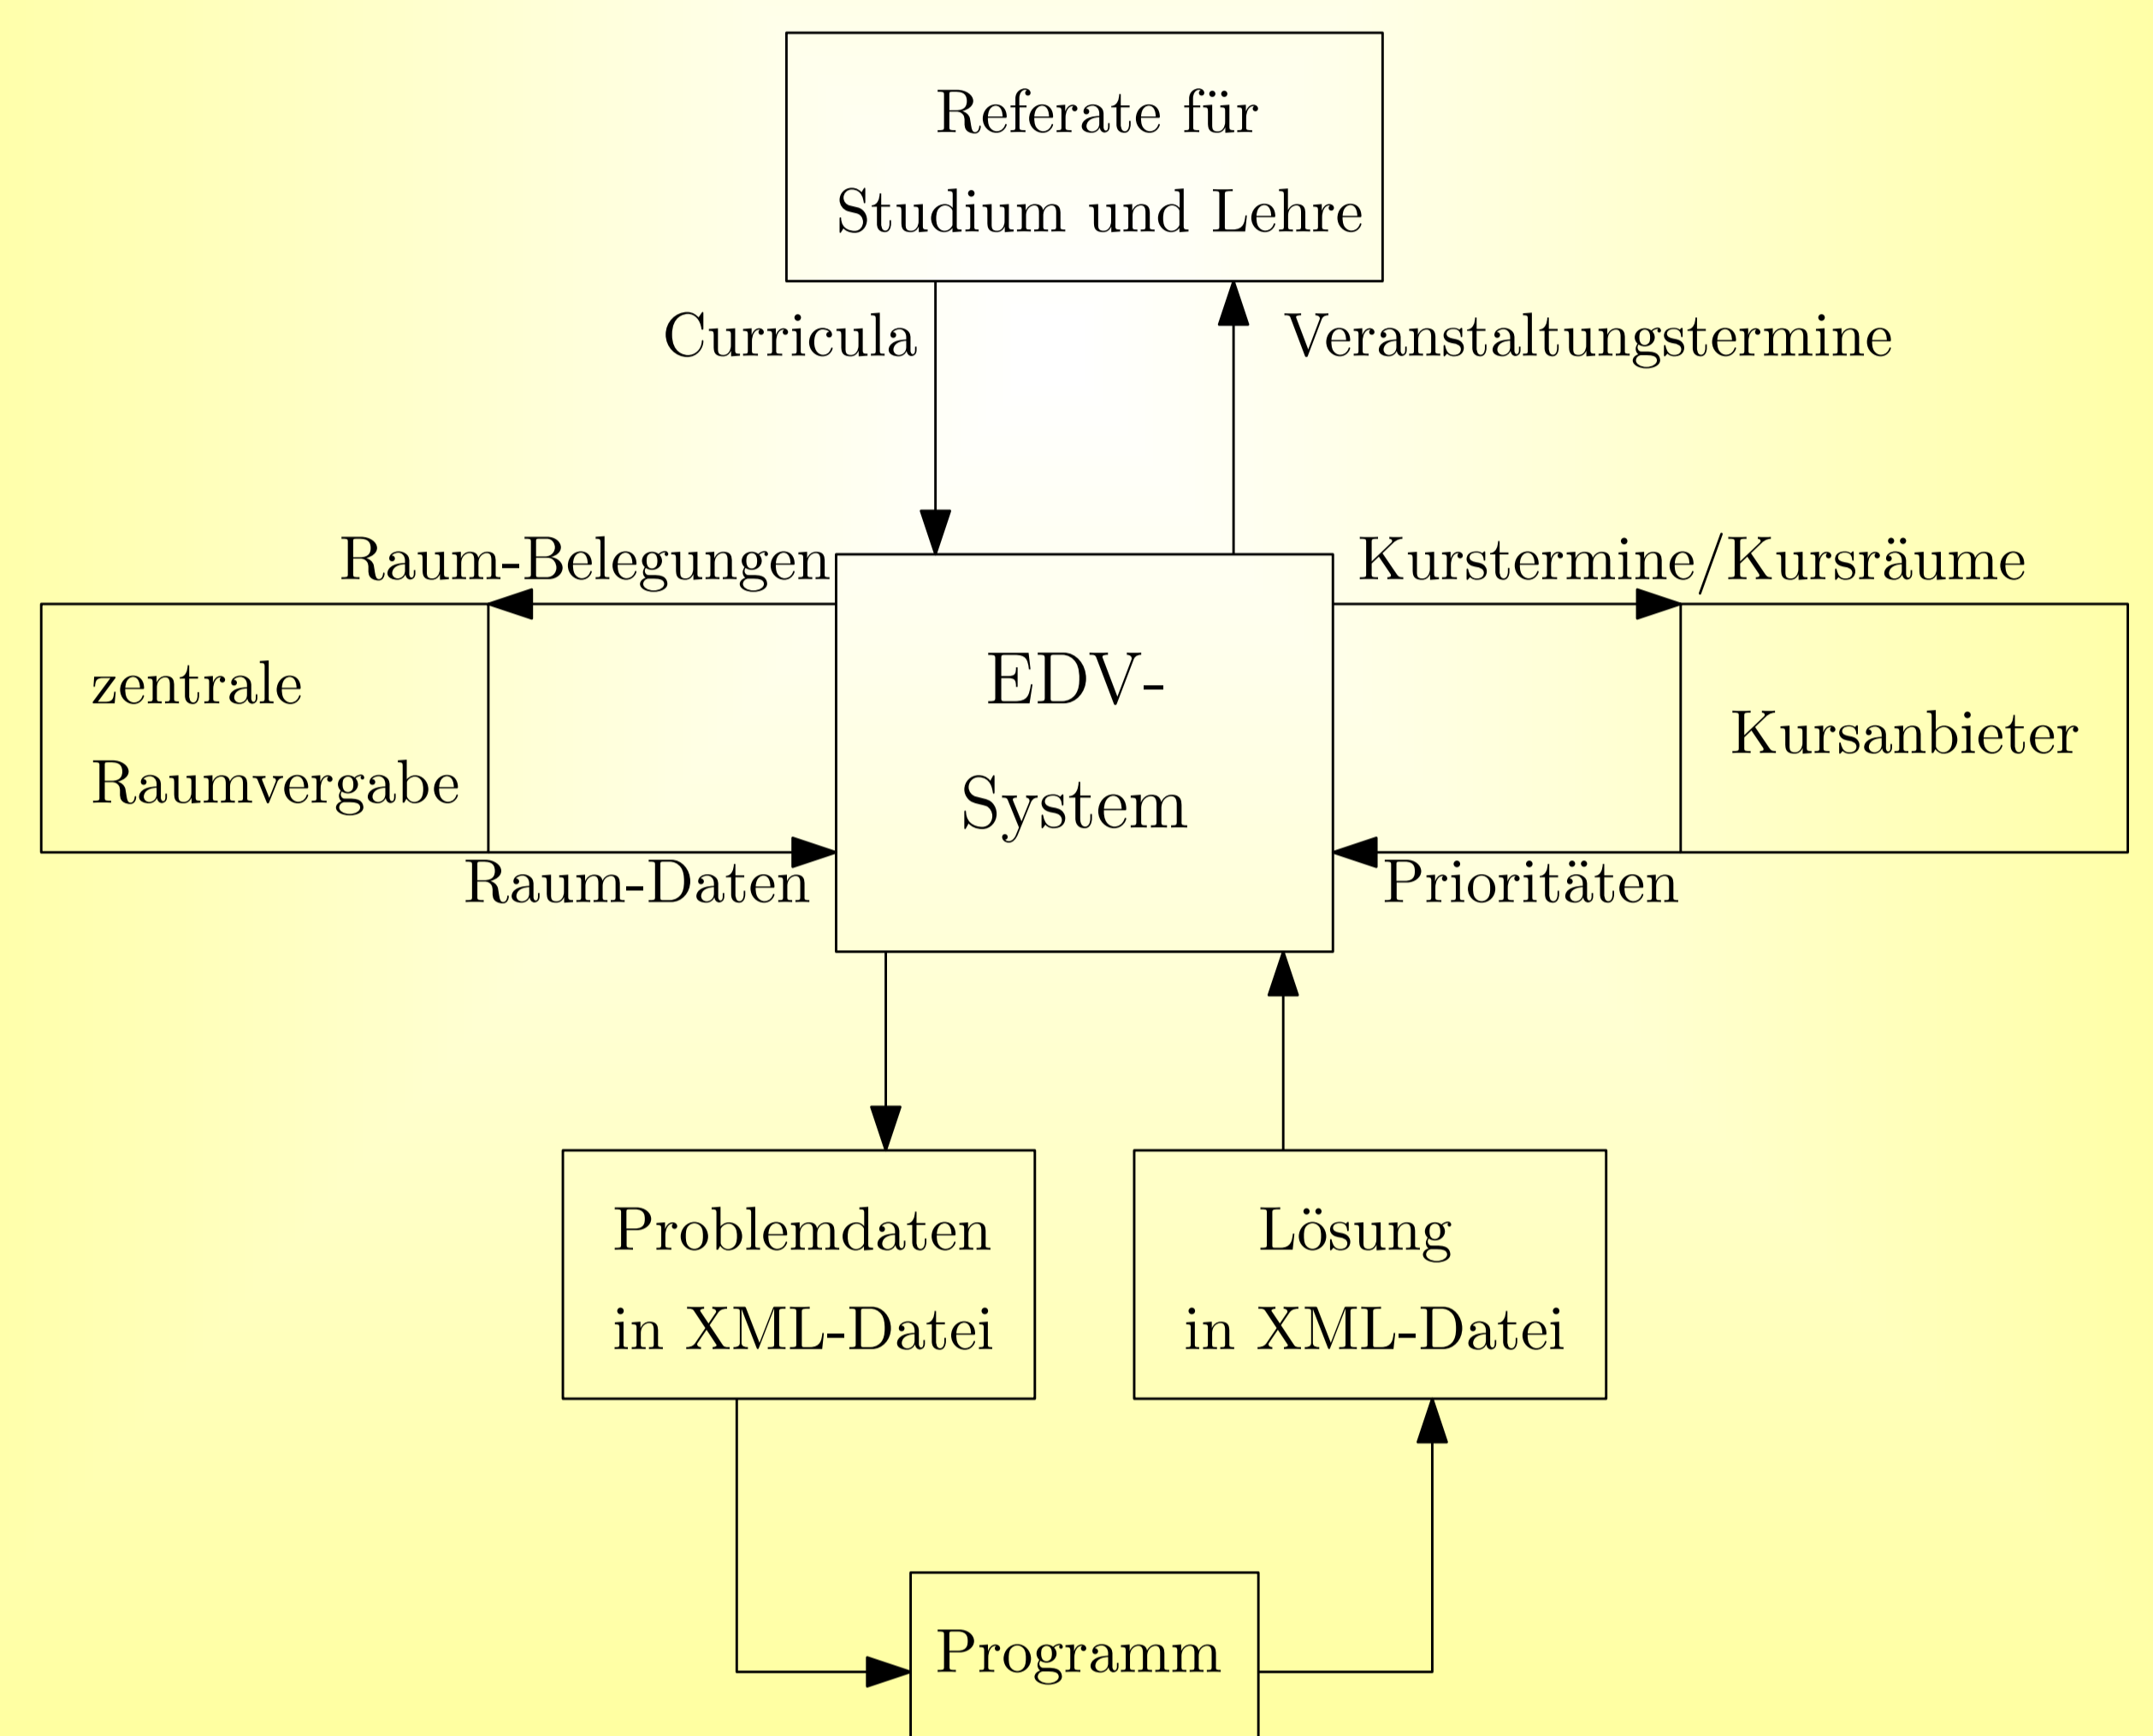 Referate für
Studium und Lehre
Curricula
Veranstaltungstermine
Raum-Belegungen
Kurstermine/Kursräume
zentrale
Raumvergabe
EDV-
System
Kursanbieter
Raum-Daten
Prioritäten
Problemdaten
in XML-Datei
Lösung
in XML-Datei
Programm